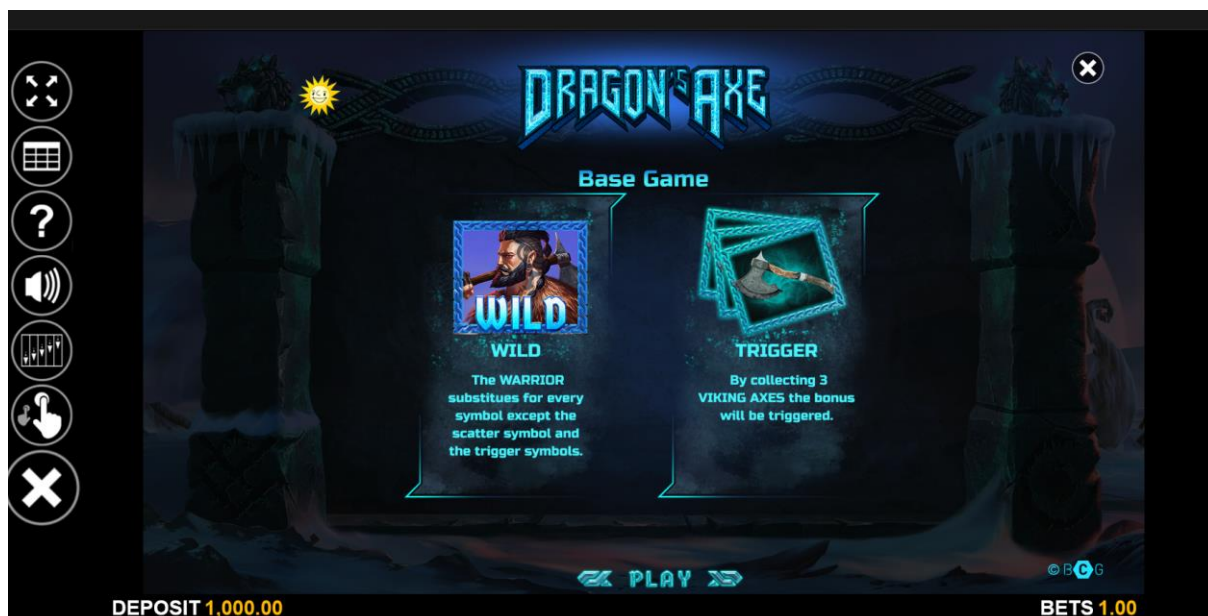 DRAGON'S AXE
Base Game
WILD
WILD
The WARRIOR
substitues for every
symbol except the
scatter symbol and
the trigger symbols.
TRIGGER
By collecting 3
VIKING AXES the bonus
will be triggered.
PLAY
© BCG
DEPOSIT 1,000.00
BETS 1.00